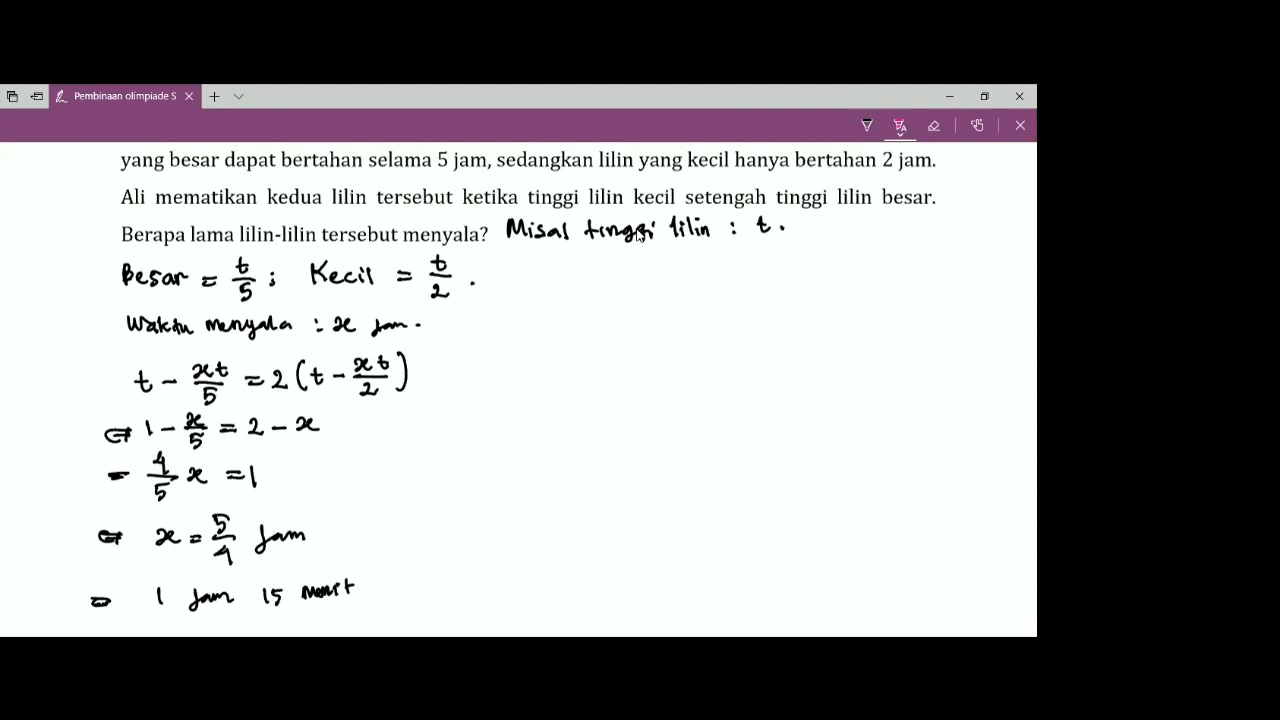 Pembinaan olimpiade S
yang besar dapat bertahan selama 5 jam, sedangkan lilin yang kecil hanya bertahan 2 jam.
Ali mematikan kedua lilin tersebut ketika tinggi lilin kecil setengah tinggi lilin besar.
Berapa lama lilin-lilin tersebut menyala? Misal tinggi lilin : t.
Besar = t/5 ; Kecil = t/2 .
Waktu menyala : x jam.
t - xt/5 = 2 (t - xt/2)
⇔ 1 - x/5 = 2 - x
= 4/5 x = 1
⇔ x = 5/4 Jam
= 1 Jam 15 menit